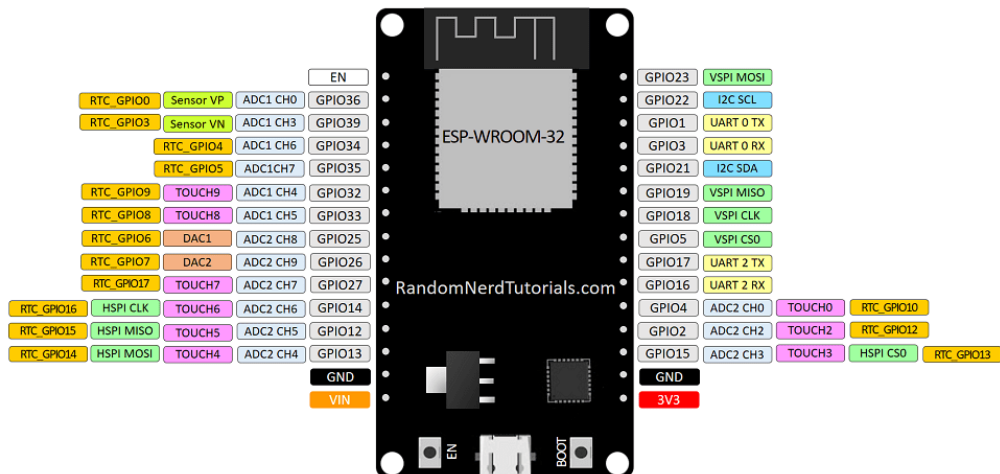 EN GPIO23 VSPI MOSI
RTC_GPIO0 Sensor VP ADC1 CH0 GPIO36 GPIO22 I2C SCL
RTC_GPIO3 Sensor VN ADC1 CH3 GPIO39 GPIO1 UART 0 TX
RTC_GPIO4 ADC1 CH6 GPIO34 ESP-WROOM-32 GPIO3 UART 0 RX
RTC_GPIO5 ADC1CH7 GPIO35 GPIO21 I2C SDA
RTC_GPIO9 TOUCH9 ADC1 CH4 GPIO32 GPIO19 VSPI MISO
RTC_GPIO8 TOUCH8 ADC1 CH5 GPIO33 GPIO18 VSPI CLK
RTC_GPIO6 DAC1 ADC2 CH8 GPIO25 GPIO5 VSPI CS0
RTC_GPIO7 DAC2 ADC2 CH9 GPIO26 GPIO17 UART 2 TX
RTC_GPIO17 TOUCH7 ADC2 CH7 GPIO27 RandomNerdTutorials.com GPIO16 UART 2 RX
RTC_GPIO16 HSPI CLK TOUCH6 ADC2 CH6 GPIO14 GPIO4 ADC2 CH0 TOUCH0 RTC_GPIO10
RTC_GPIO15 HSPI MISO TOUCH5 ADC2 CH5 GPIO12 GPIO2 ADC2 CH2 TOUCH2 RTC_GPIO12
RTC_GPIO14 HSPI MOSI TOUCH4 ADC2 CH4 GPIO13 GPIO15 ADC2 CH3 TOUCH3 HSPI CS0 RTC_GPIO13
GND GND
VIN 3V3
EN BOOT